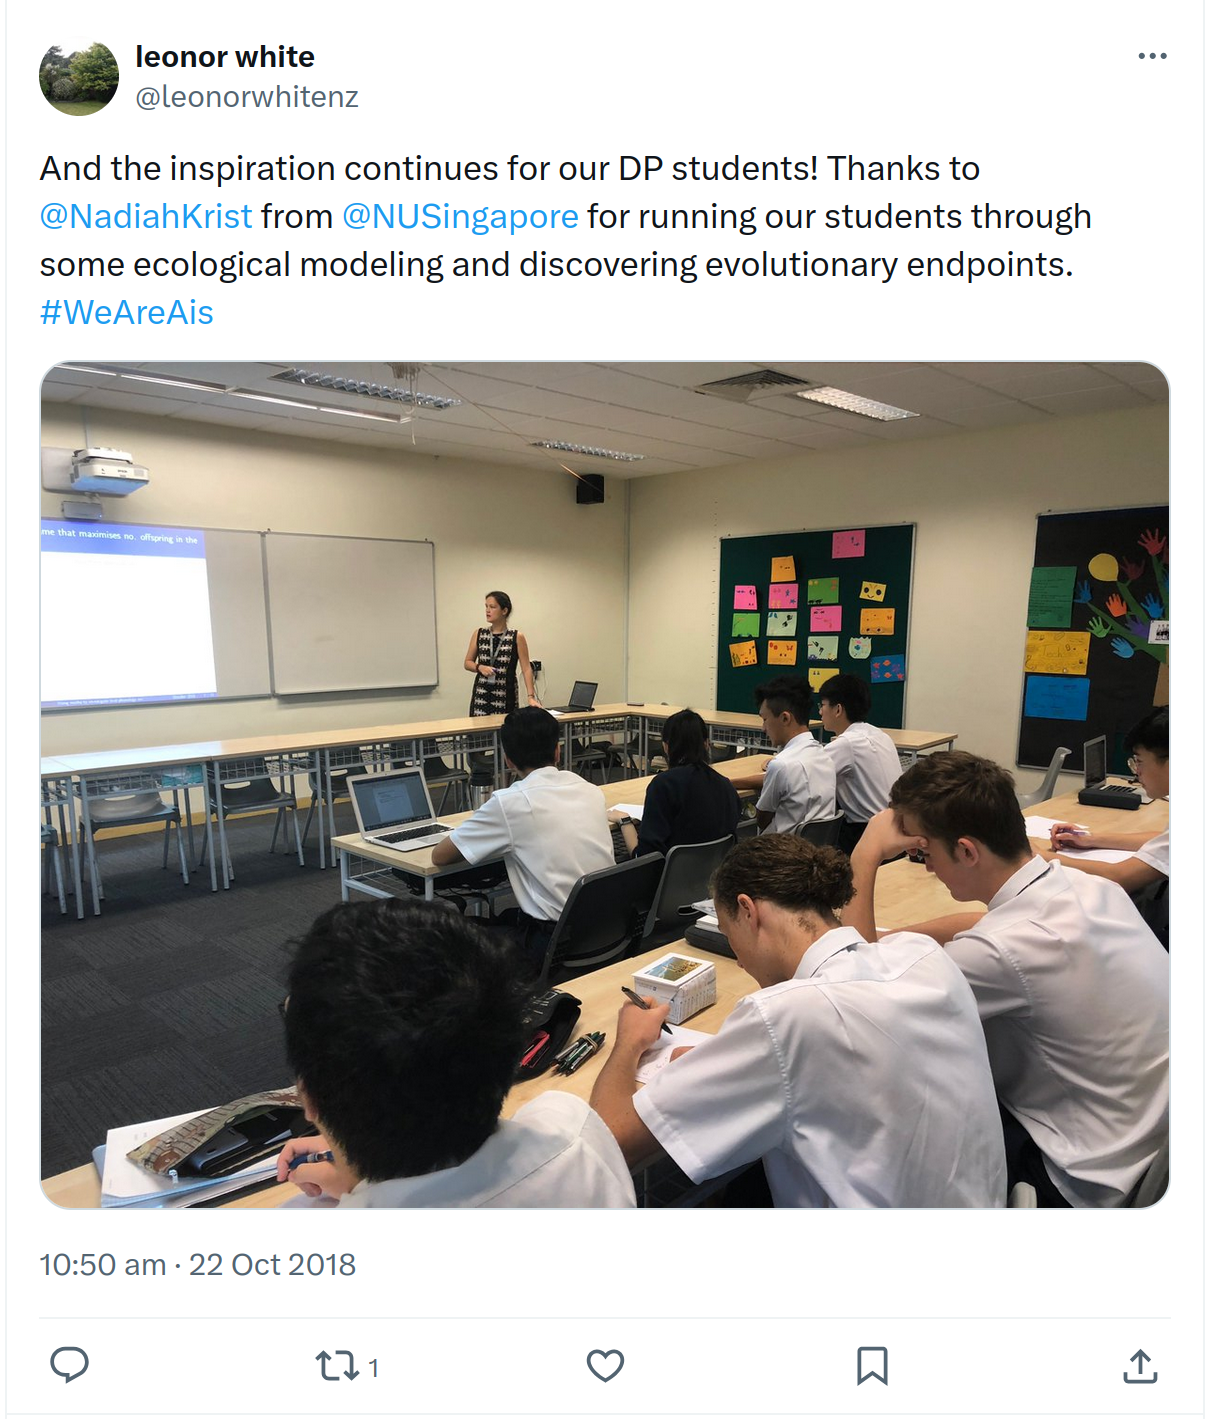 leonor white
@leonorwhitenz
And the inspiration continues for our DP students! Thanks to
@NadiahKrist from @NUSingapore for running our students through
some ecological modeling and discovering evolutionary endpoints.
#WeAreAis
me that maximises no. offspring in the
10:50 am · 22 Oct 2018
1